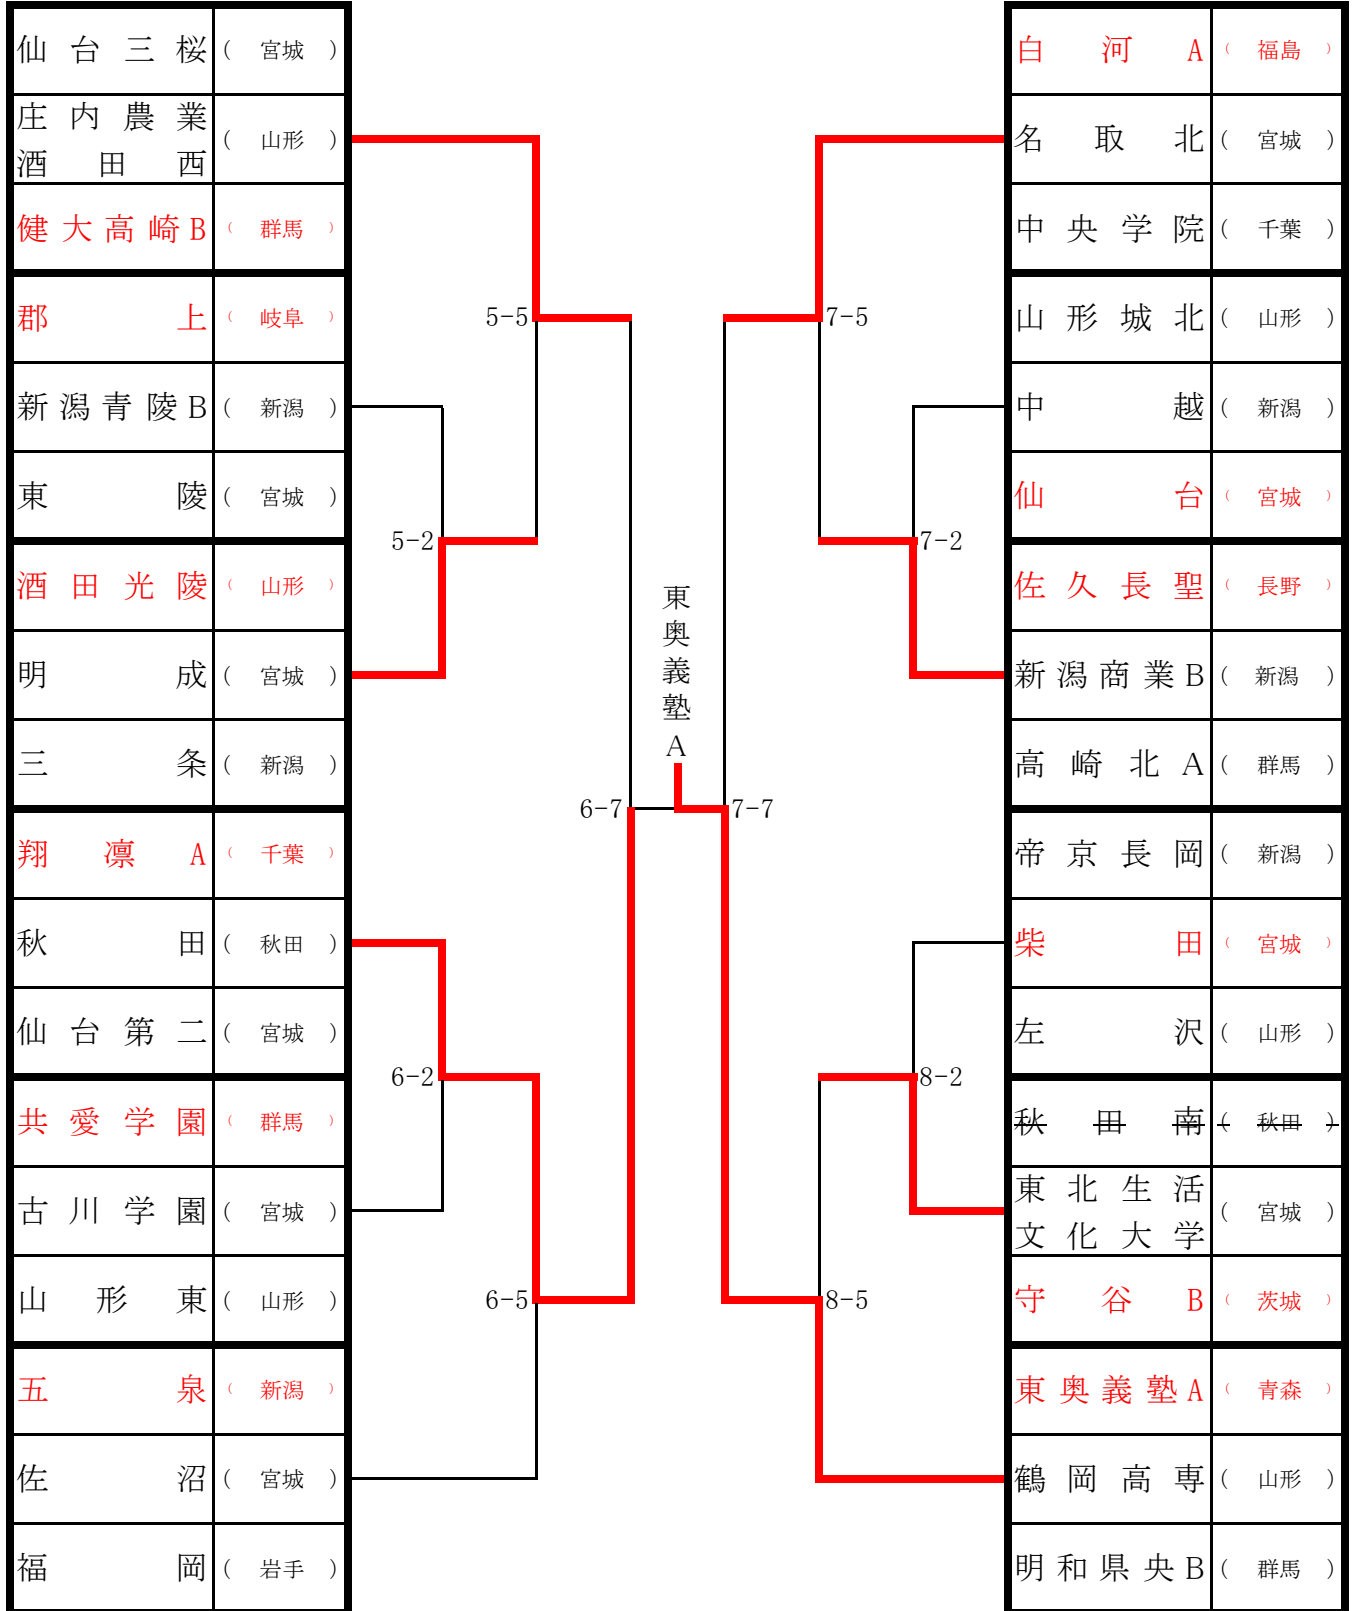 仙台三桜 ( 宮城 )
庄内農業
酒田西 ( 山形 )
健大高崎B ( 群馬 )
郡上 ( 岐阜 )
新潟青陵B ( 新潟 )
東陵 ( 宮城 )
酒田光陵 ( 山形 )
明成 ( 宮城 )
三条 ( 新潟 )
翔凛A ( 千葉 )
秋田 ( 秋田 )
仙台第二 ( 宮城 )
共愛学園 ( 群馬 )
古川学園 ( 宮城 )
山形東 ( 山形 )
五泉 ( 新潟 )
佐沼 ( 宮城 )
福岡 ( 岩手 )
5-5
5-2
6-7
6-2
6-5
東奥義塾A
7-5
7-2
7-7
8-2
8-5
白河A ( 福島 )
名取北 ( 宮城 )
中央学院 ( 千葉 )
山形城北 ( 山形 )
中越 ( 新潟 )
仙台 ( 宮城 )
佐久長聖 ( 長野 )
新潟商業B ( 新潟 )
高崎北A ( 群馬 )
帝京長岡 ( 新潟 )
柴田 ( 宮城 )
左沢 ( 山形 )
秋田南 ( 秋田 )
東北生活
文化大学 ( 宮城 )
守谷B ( 茨城 )
東奥義塾A ( 青森 )
鶴岡高専 ( 山形 )
明和県央B ( 群馬 )